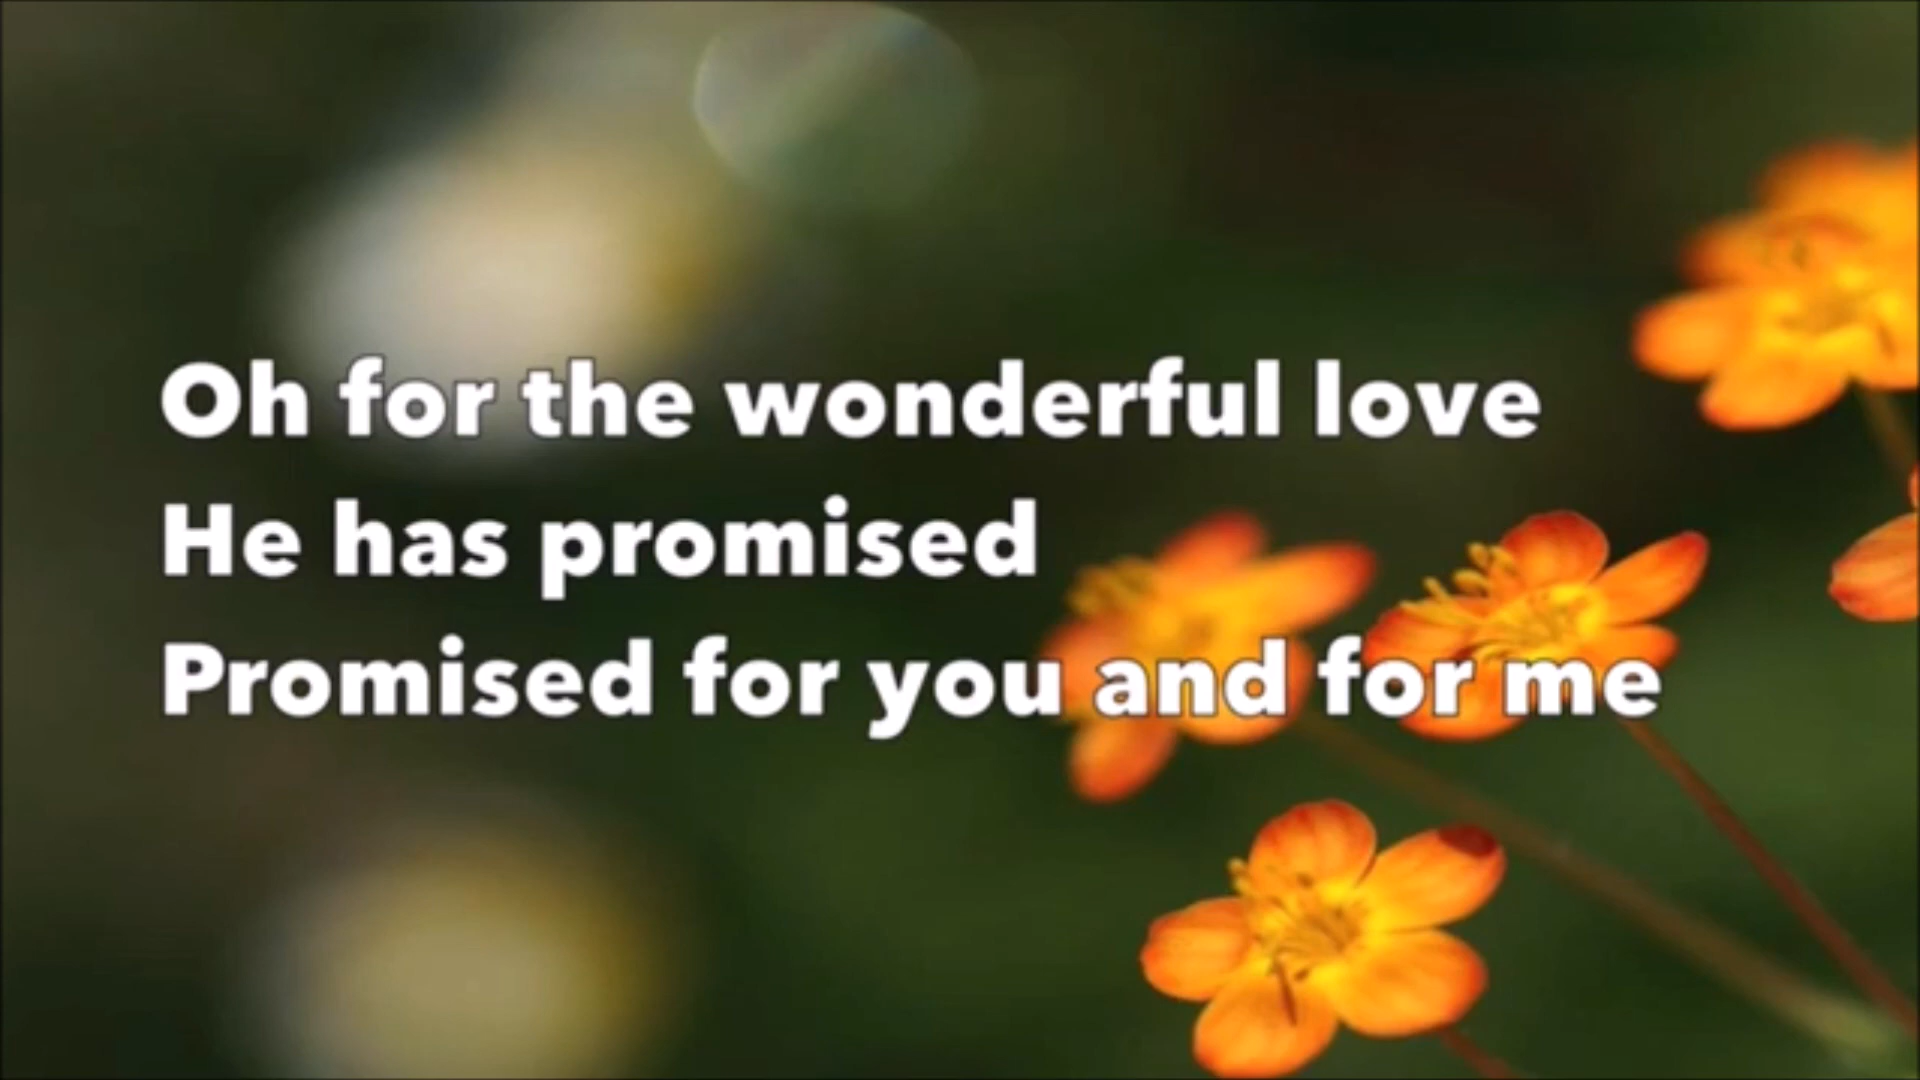 Oh for the wonderful love
He has promised
Promised for you and for me